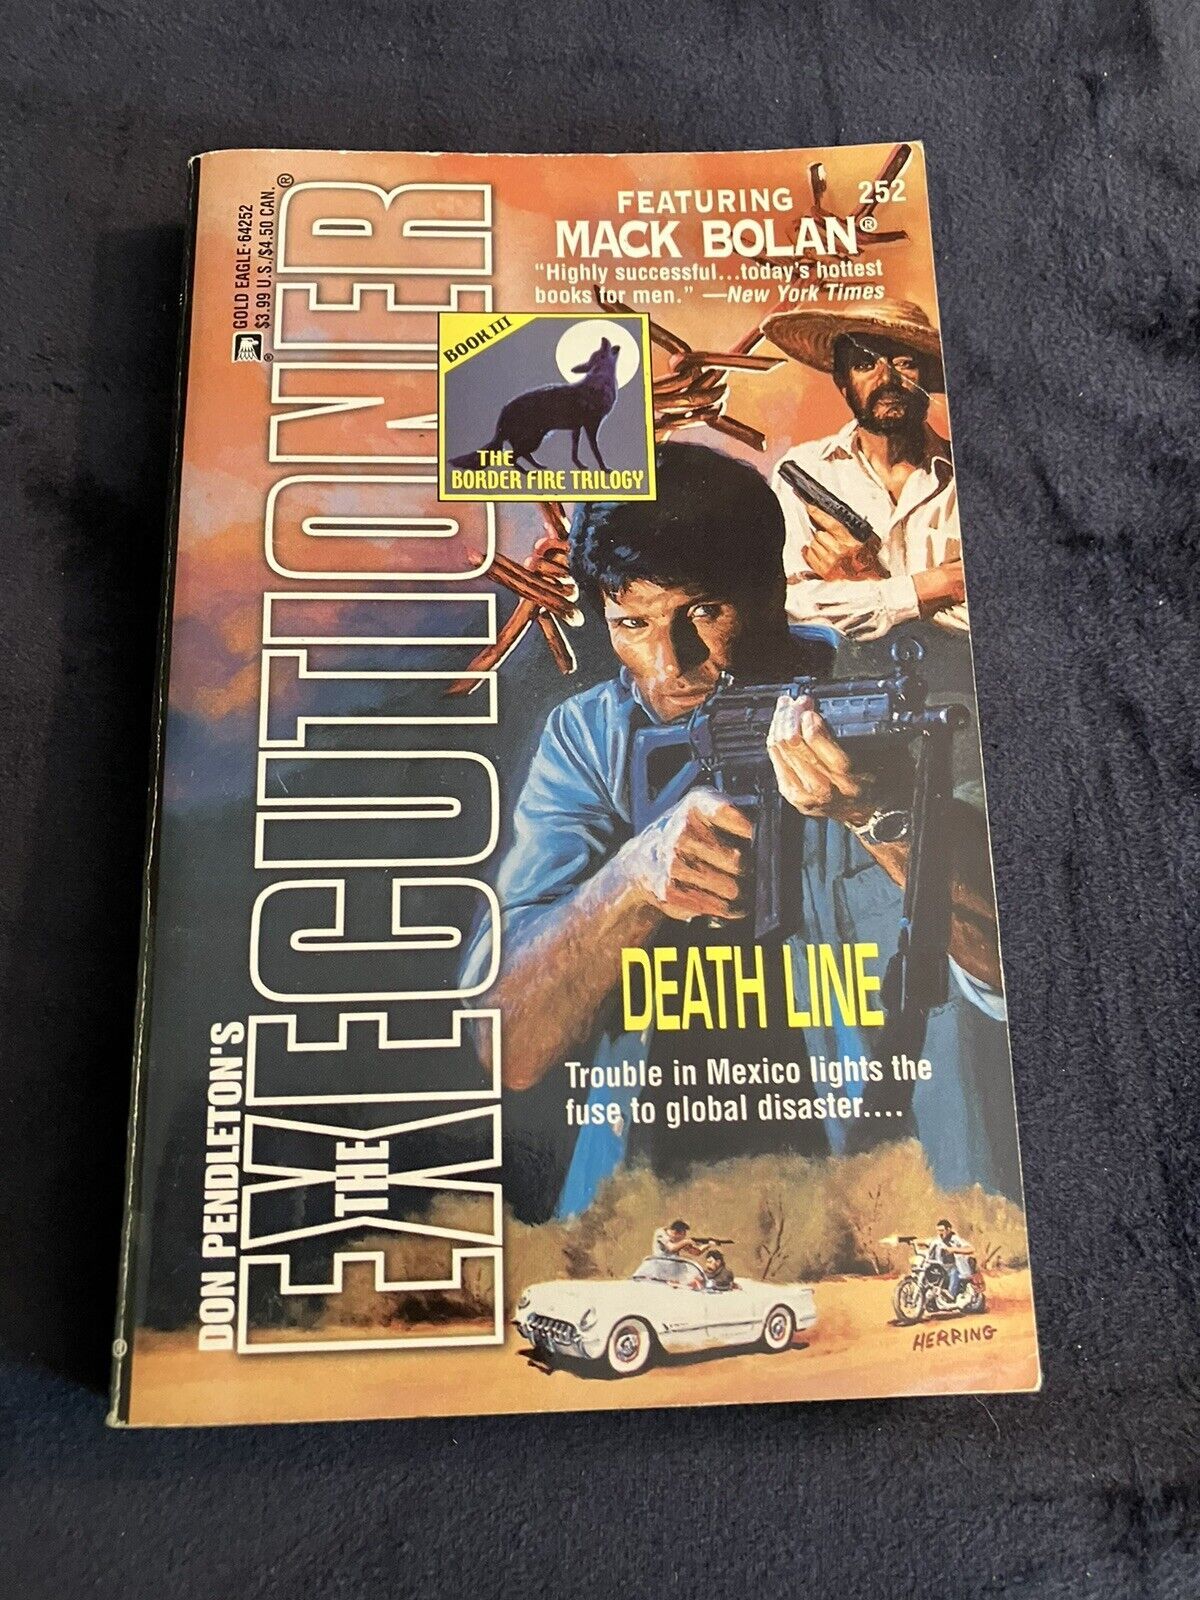 GOLD EAGLE·64252
$3.99 U.S./$4.50 CAN.
DON PENDLETON'S
THE
EXECUTIONER®
FEATURING
MACK BOLAN®
252
"Highly successful...today's hottest
books for men." —New York Times
BOOK III
THE
BORDER FIRE TRILOGY
DEATH LINE
Trouble in Mexico lights the
fuse to global disaster....
HERRING